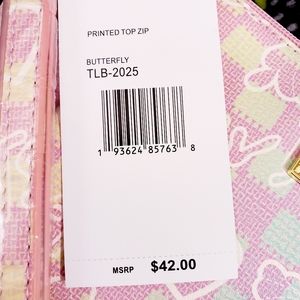 PRINTED TOP ZIP
BUTTERFLY
TLB-2025
1 93624 85763 8
MSRP $42.00